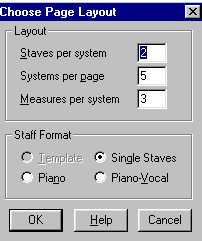 Choose Page Layout
Layout
Staves per system 2
Systems per page 5
Measures per system 3
Staff Format
Template Single Staves
Piano Piano-Vocal
OK Help Cancel